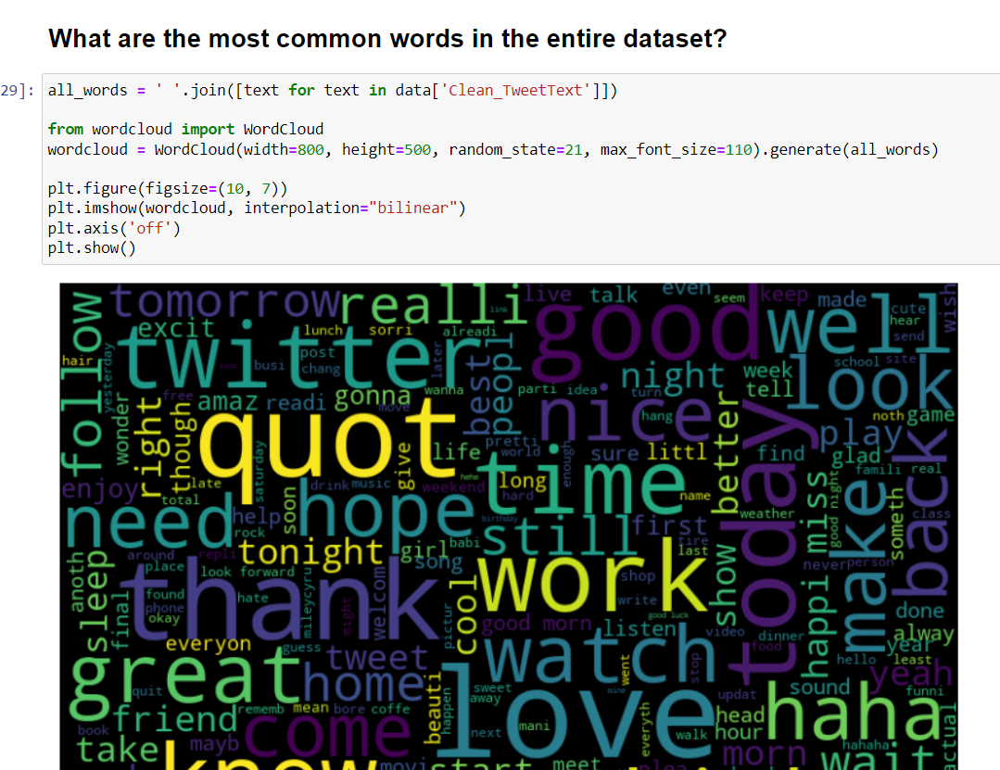 What are the most common words in the entire dataset?
29]:
all_words = ' '.join([text for text in data['Clean_TweetText']])
from wordcloud import WordCloud
wordcloud = WordCloud(width=800, height=500, random_state=21, max_font_size=110).generate(all_words)
plt.figure(figsize=(10, 7))
plt.imshow(wordcloud, interpolation="bilinear")
plt.axis('off')
plt.show()
tomorrow
realli
link
live
talk
even
seem
keep
made
well
cute
hear
send
wish
follow
excit
lunch
sorri
alreadi
good
twitter
hair
yesterday
busi
post
chang
later
best
peopl
night
week
tell
look
school
site
free
amaz
readi
gonna
move
wanna
parti
idea
turn
nice
hang
noth
game
wonder
right
though
quot
life
pretti
world
enough
sure
littl
better
find
play
glad
famili
real
back
saturday
give
late
total
enjoy
drink
music
weekend
hehe
long
hard
time
name
today
weather
miss
good night
make
someth
class
need
help
rock
soon
hope
birthday
still
first
tire
last
tonight
girl
babi
song
work
shop
write
show
never
person
anoth
sleep
around
place
repli
look forward
found
phone
okay
final
thank
hate
mileycyru
might
welcom
pictur
cool
good morn
good luck
listen
video
dinner
food
happi
done
alway
year
hello
least
yeah
everyon
guess
great
tweet
home
watch
went
stop
quit
rememb
mean
bore
coffe
beauti
happen
sweet
away
love
mine
updat
sound
funni
friend
book
take
mayb
come
next
mani
everyth
walk
head
hour
haha
morn
hahaha
wait
actual
know
movi
start
meet
plea